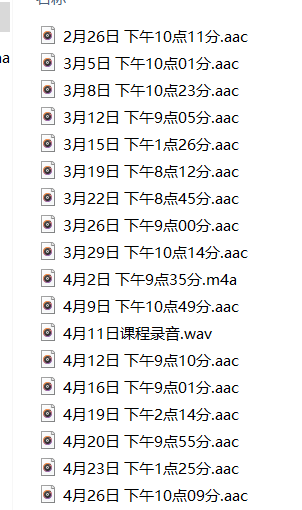 2月26日 下午10点11分.aac
3月5日 下午10点01分.aac
3月8日 下午10点23分.aac
3月12日 下午9点05分.aac
3月15日 下午1点26分.aac
3月19日 下午8点12分.aac
3月22日 下午8点45分.aac
3月26日 下午9点00分.aac
3月29日 下午10点14分.aac
4月2日 下午9点35分.m4a
4月9日 下午10点49分.aac
4月11日课程录音.wav
4月12日 下午9点10分.aac
4月16日 下午9点01分.aac
4月19日 下午2点14分.aac
4月20日 下午9点55分.aac
4月23日 下午1点25分.aac
4月26日 下午10点09分.aac